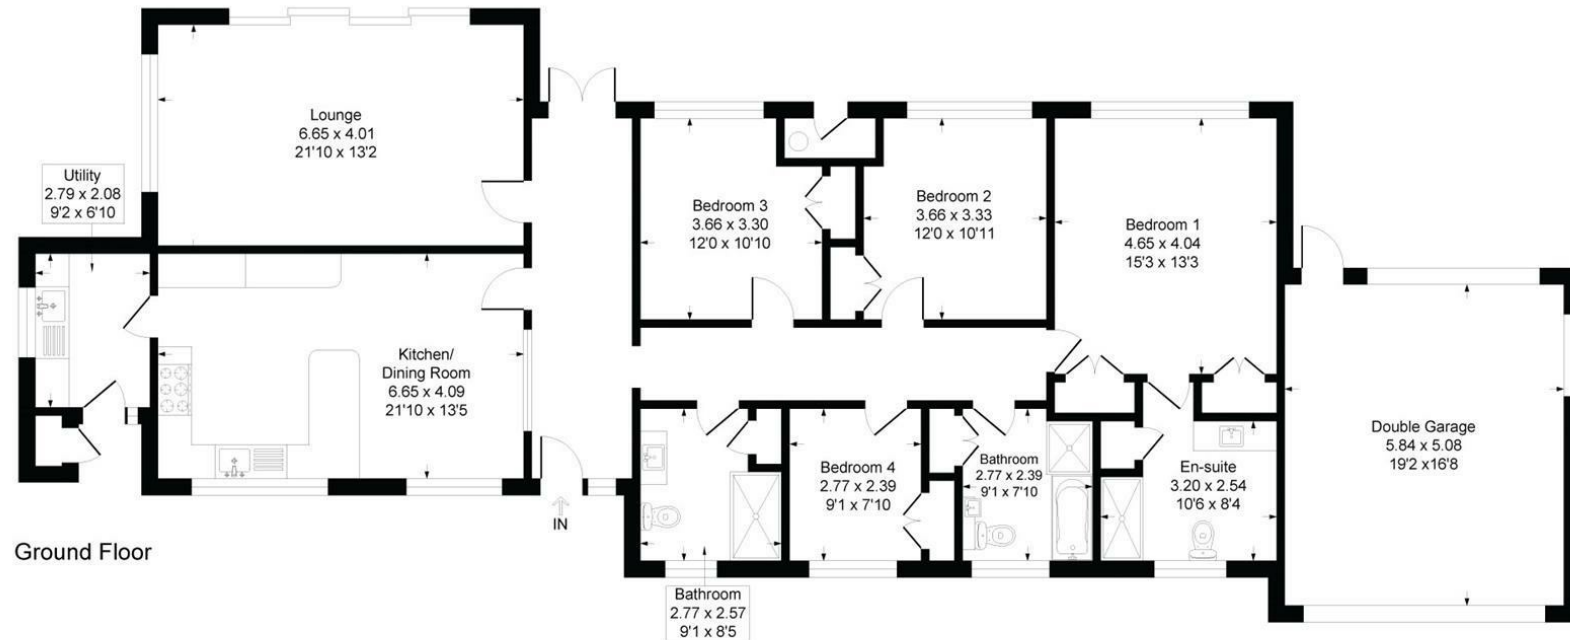 Lounge
6.65 x 4.01
21'10 x 13'2
Utility
2.79 x 2.08
9'2 x 6'10
Bedroom 3
3.66 x 3.30
12'0 x 10'10
Bedroom 2
3.66 x 3.33
12'0 x 10'11
Bedroom 1
4.65 x 4.04
15'3 x 13'3
Kitchen/
Dining Room
6.65 x 4.09
21'10 x 13'5
Double Garage
5.84 x 5.08
19'2 x16'8
Bedroom 4
2.77 x 2.39
9'1 x 7'10
Bathroom
2.77 x 2.39
9'1 x 7'10
En-suite
3.20 x 2.54
10'6 x 8'4
IN
Ground Floor
Bathroom
2.77 x 2.57
9'1 x 8'5